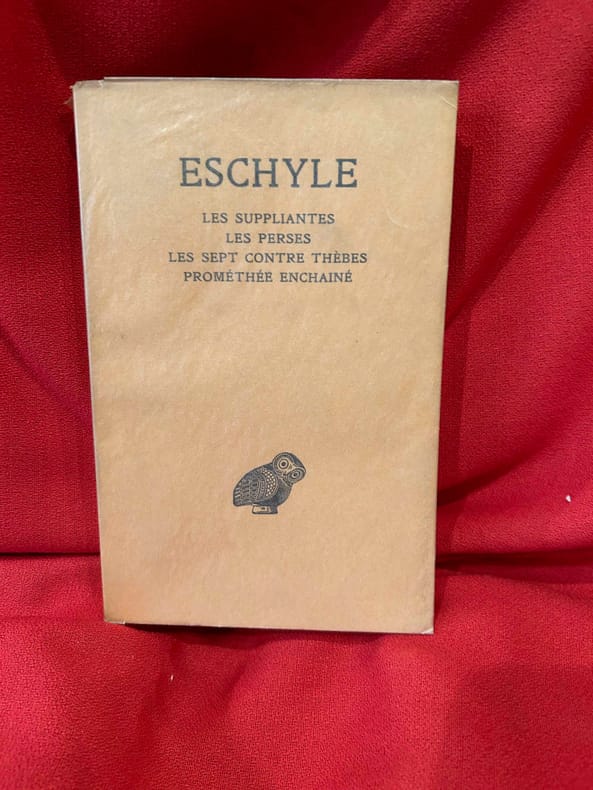 ESCHYLE
LES SUPPLIANTES
LES PERSES
LES SEPT CONTRE THÈBES
PROMÉTHÉE ENCHAINÉ